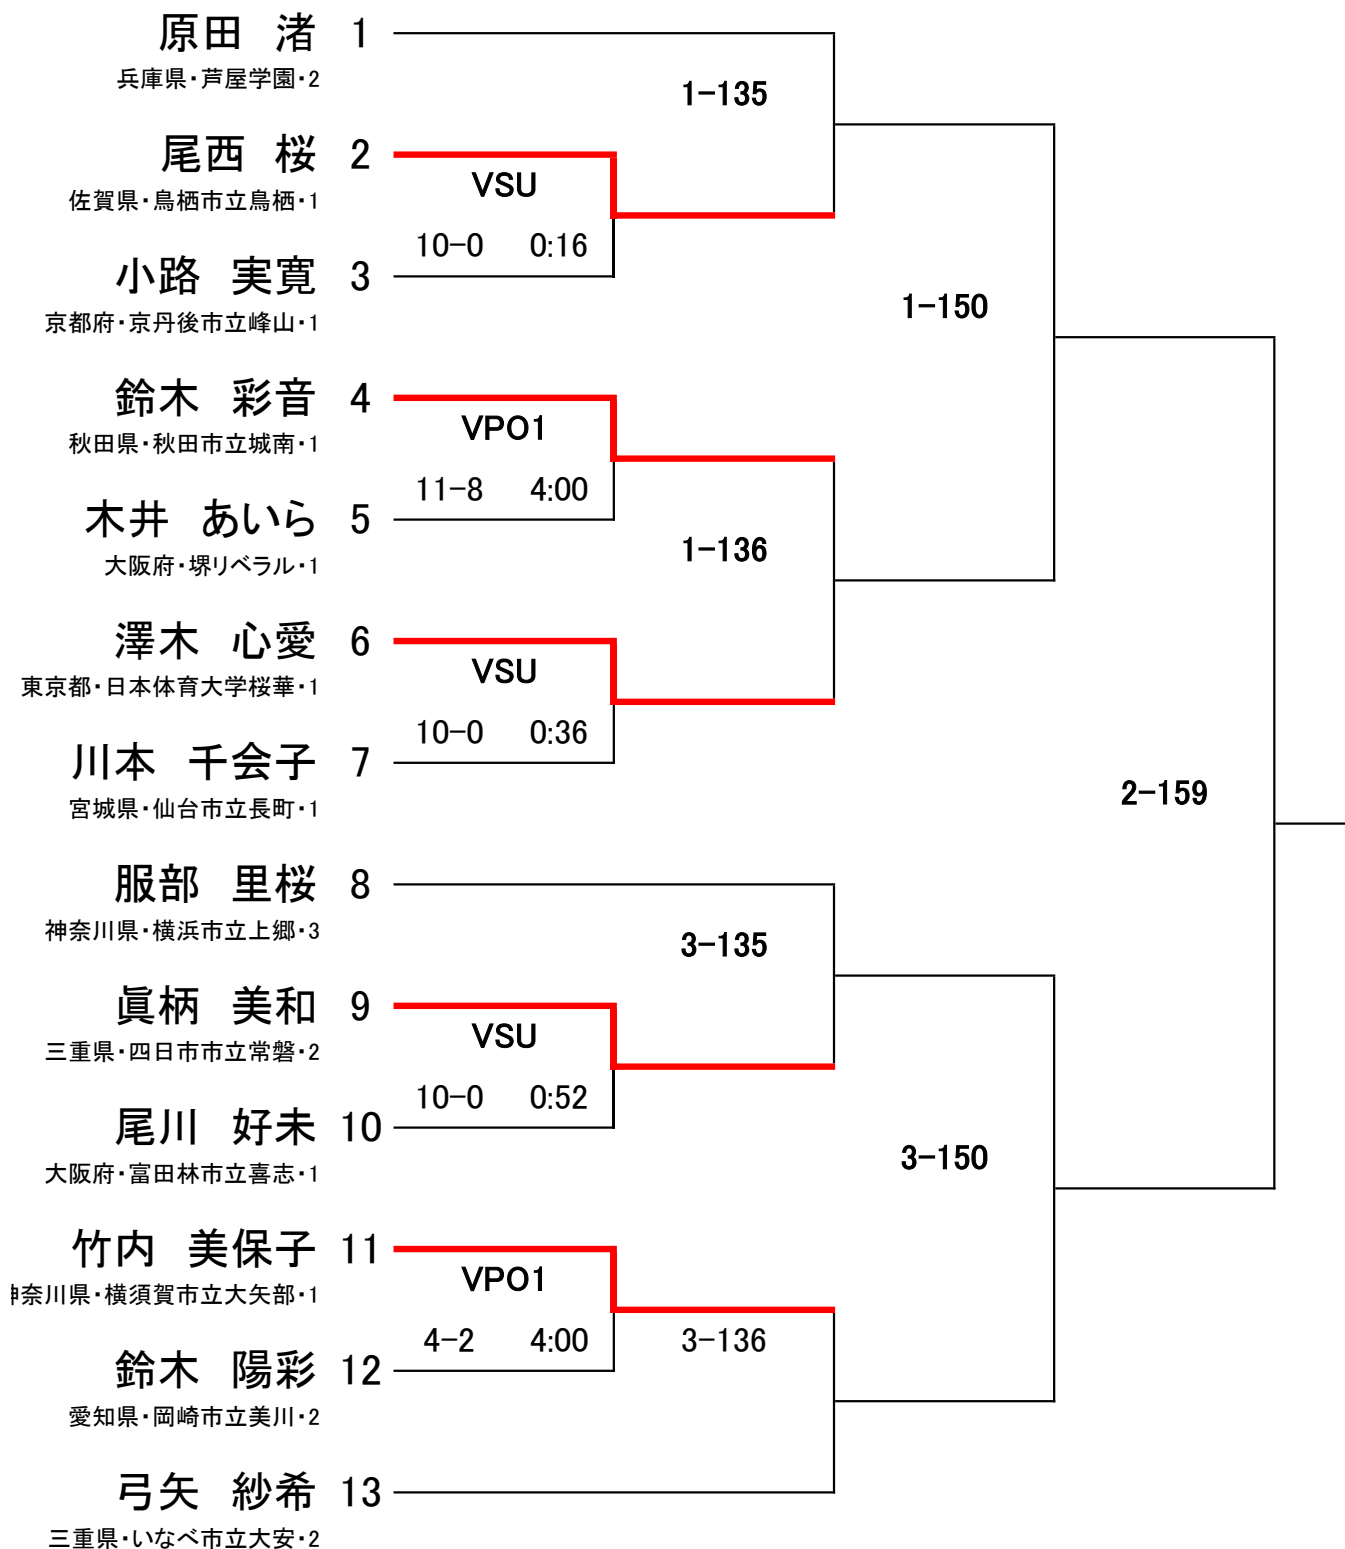 原田 渚 1
兵庫県・芦屋学園・2
1-135
尾西 桜 2
佐賀県・鳥栖市立鳥栖・1
VSU
10-0 0:16
小路 実寛 3
京都府・京丹後市立峰山・1
1-150
鈴木 彩音 4
秋田県・秋田市立城南・1
VPO1
11-8 4:00
木井 あいら 5
大阪府・堺リベラル・1
1-136
澤木 心愛 6
東京都・日本体育大学桜華・1
VSU
10-0 0:36
川本 千会子 7
宮城県・仙台市立長町・1
2-159
服部 里桜 8
神奈川県・横浜市立上郷・3
3-135
眞柄 美和 9
三重県・四日市市立常磐・2
VSU
10-0 0:52
尾川 好未 10
大阪府・富田林市立喜志・1
3-150
竹内 美保子 11
奈川県・横須賀市立大矢部・1
VPO1
4-2 4:00
3-136
鈴木 陽彩 12
愛知県・岡崎市立美川・2
弓矢 紗希 13
三重県・いなべ市立大安・2